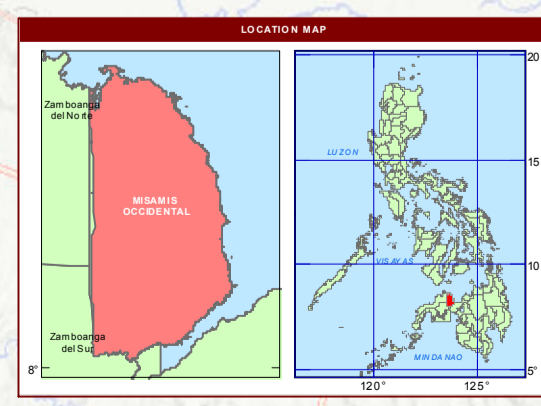 LOCATION MAP
Zamboanga
del Norte
MISAMIS
OCCIDENTAL
Zamboanga
del Sur
8°
20
LUZON
15
VISAYAS
10
MINDANAO
5°
120°
125°